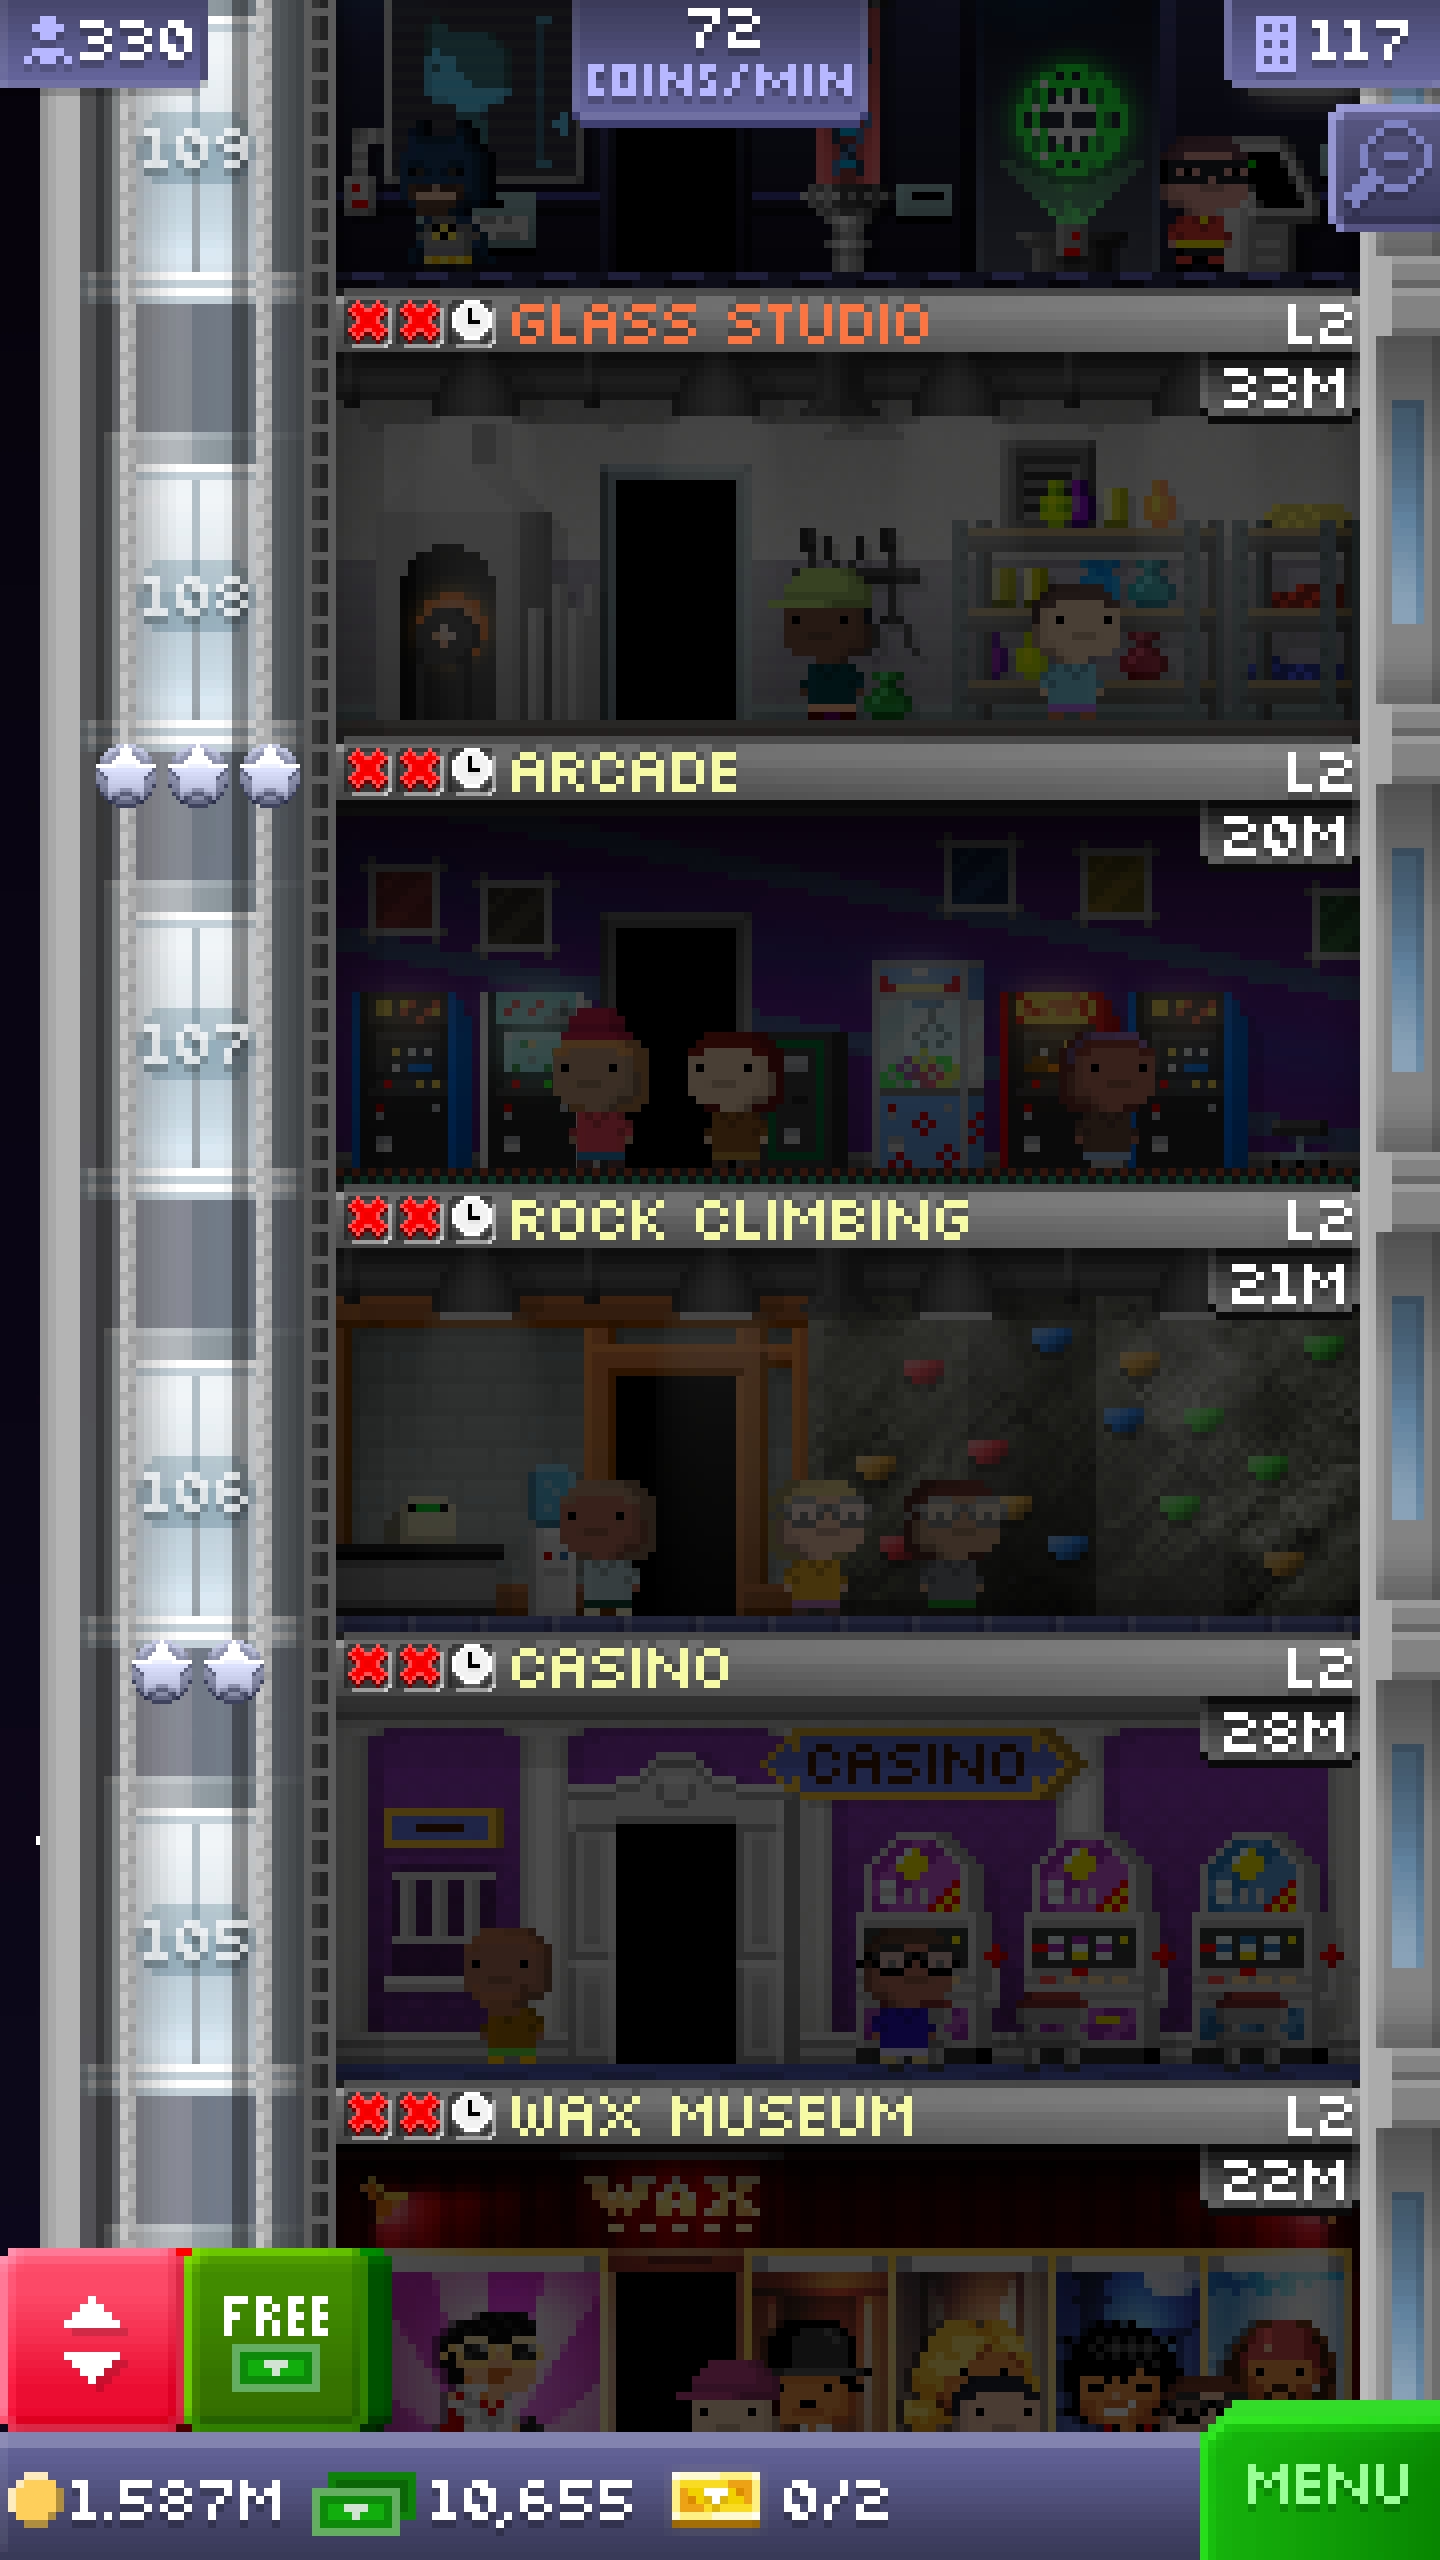 330
72
COINS/MIN
117
109
GLASS STUDIO L2
33M
108
ARCADE L2
20M
107
ROCK CLIMBING L2
21M
106
CASINO L2
28M
CASINO
105
WAX MUSEUM L2
22M
WAX
FREE
1.587M 10,655 0/2
MENU